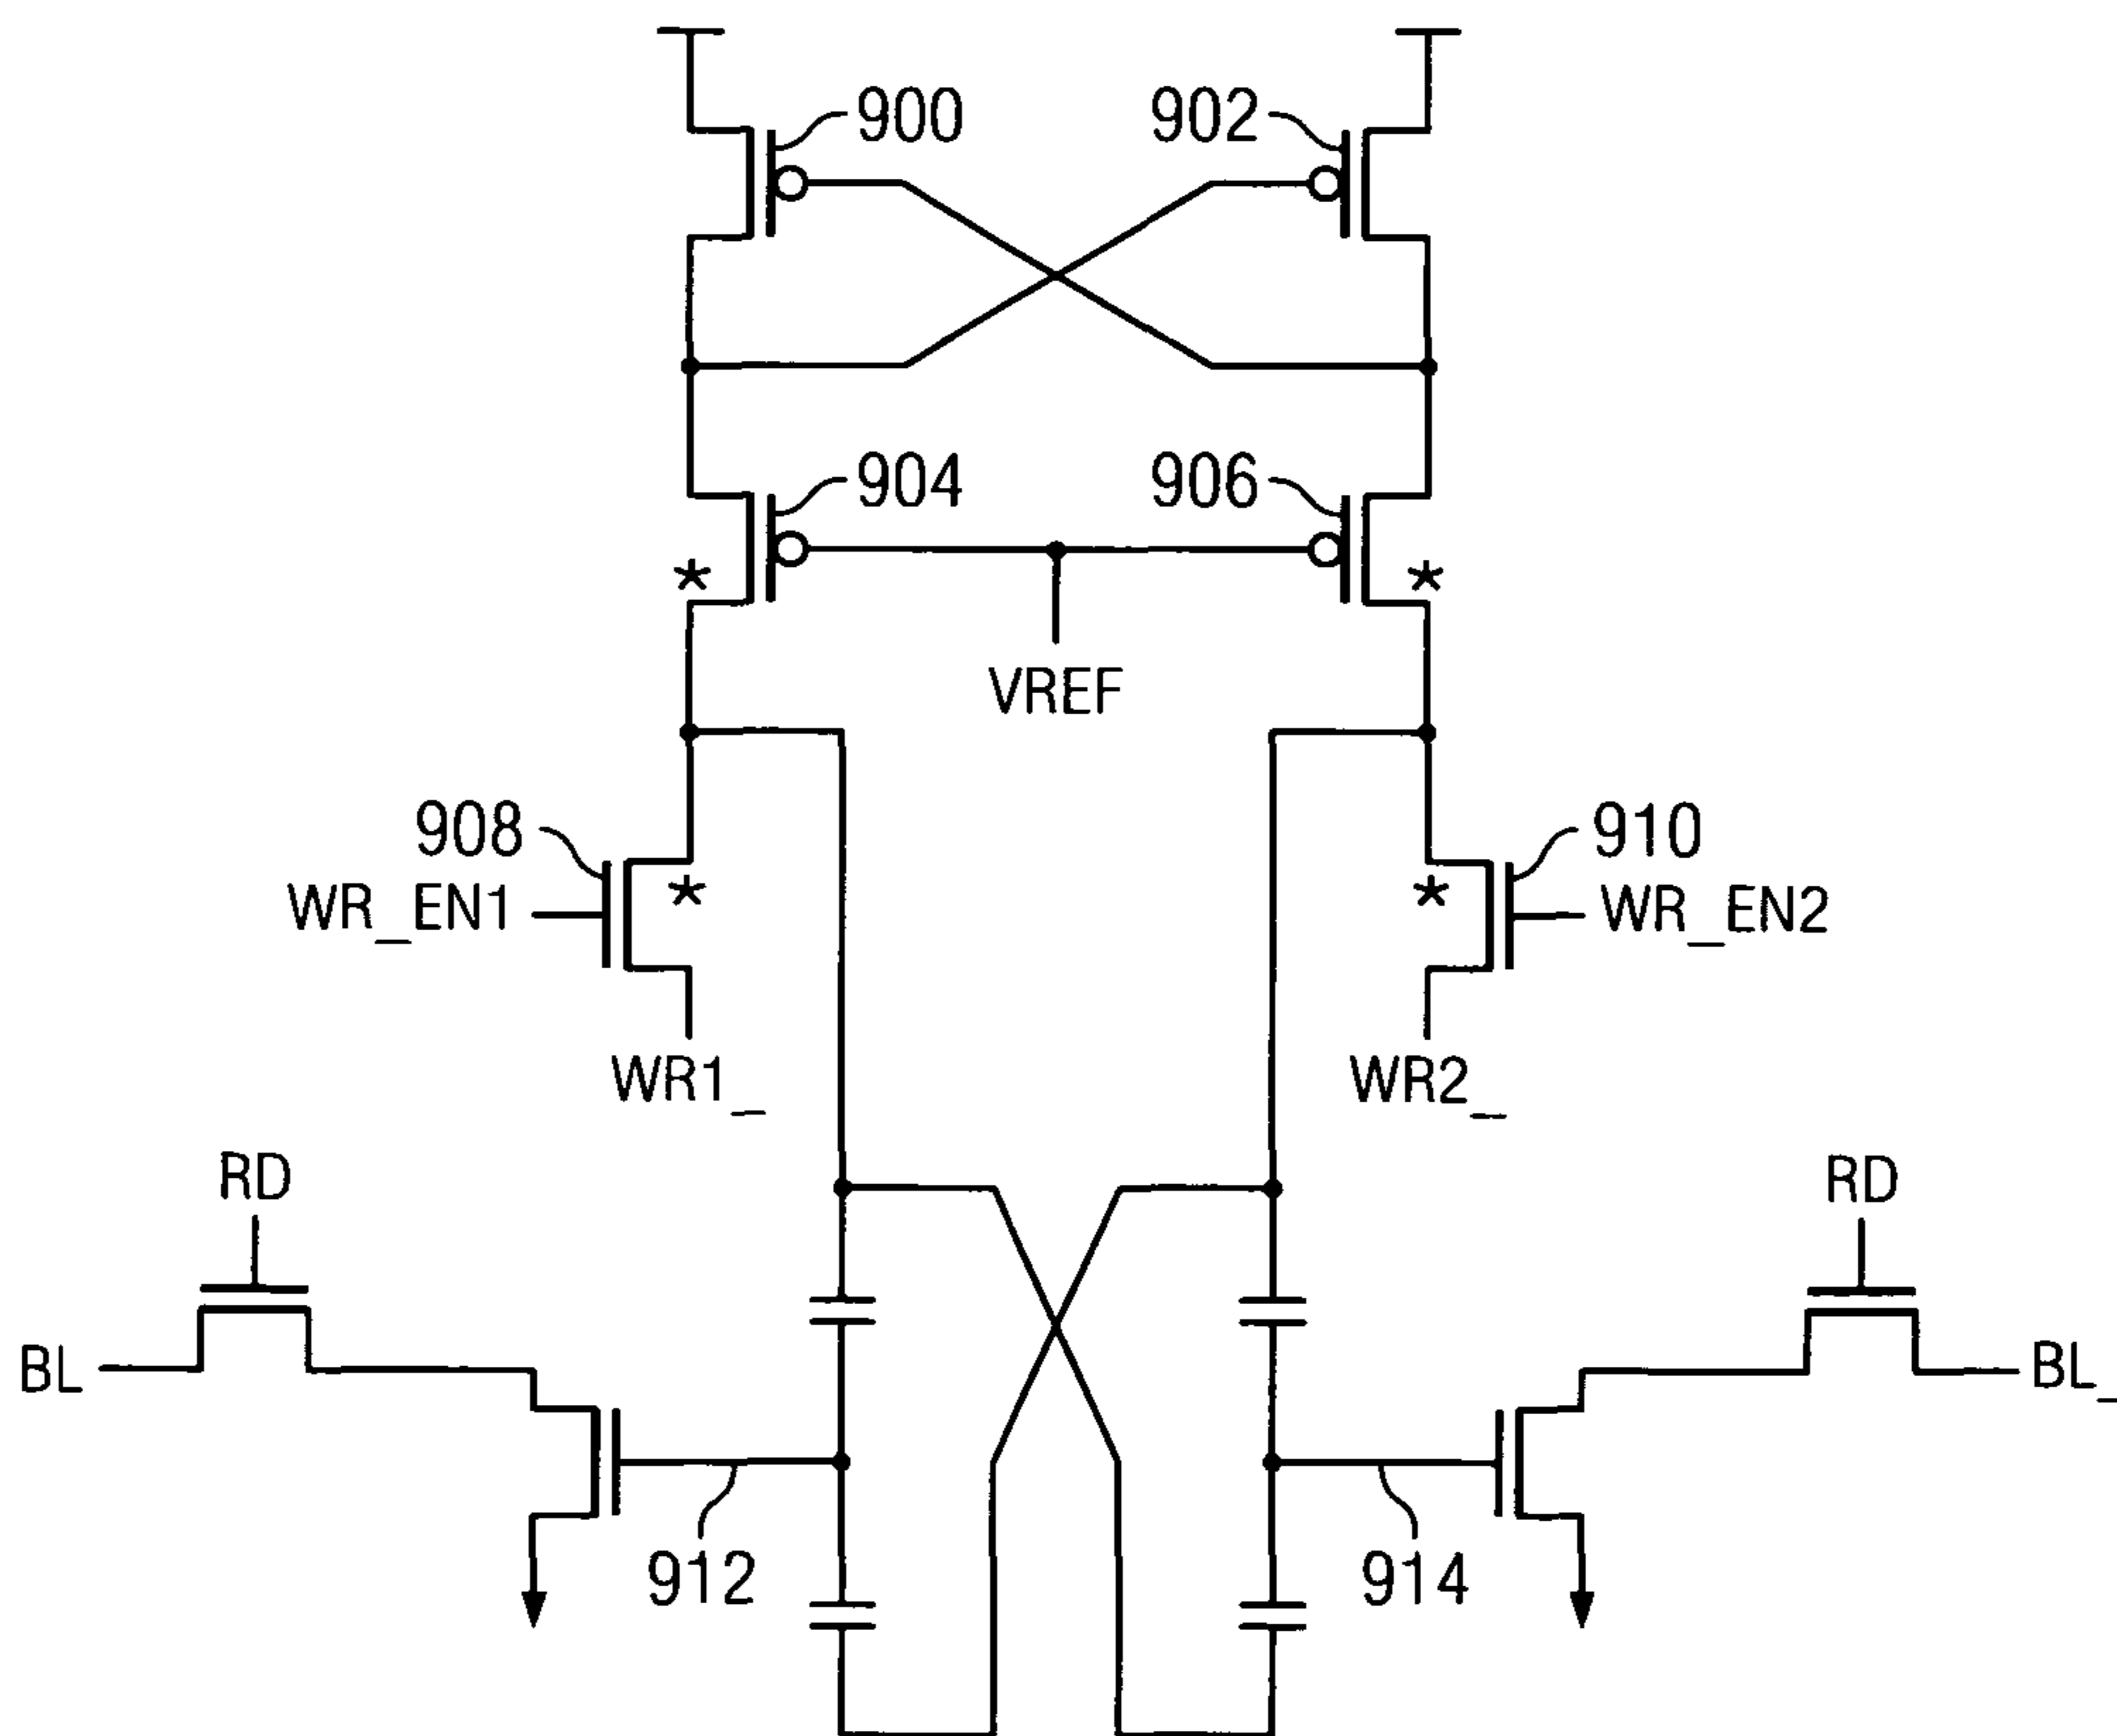 900
902
904
906
VREF
908
910
WR_EN1
WR_EN2
*
*
*
*
WR1_
WR2_
RD
RD
BL
BL_
912
914